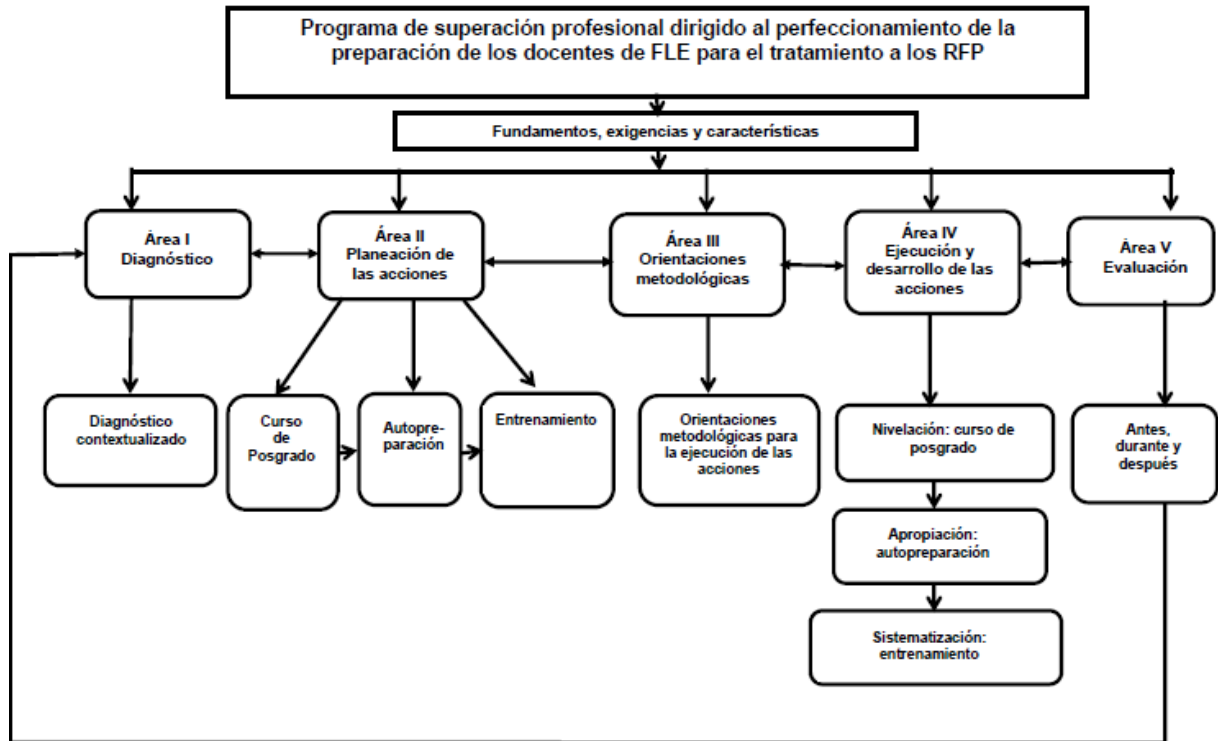 Programa de superación profesional dirigido al perfeccionamiento de la
preparación de los docentes de FLE para el tratamiento a los RFP
Fundamentos, exigencias y características
Área I
Diagnóstico
Área II
Planeación de
las acciones
Área III
Orientaciones
metodológicas
Área IV
Ejecución y
desarrollo de las
acciones
Área V
Evaluación
Diagnóstico
contextualizado
Curso
de
Posgrado
Autopre-
paración
Entrenamiento
Orientaciones
metodológicas para
la ejecución de las
acciones
Nivelación: curso de
posgrado
Antes,
durante y
después
Apropiación:
autopreparación
Sistematización:
entrenamiento